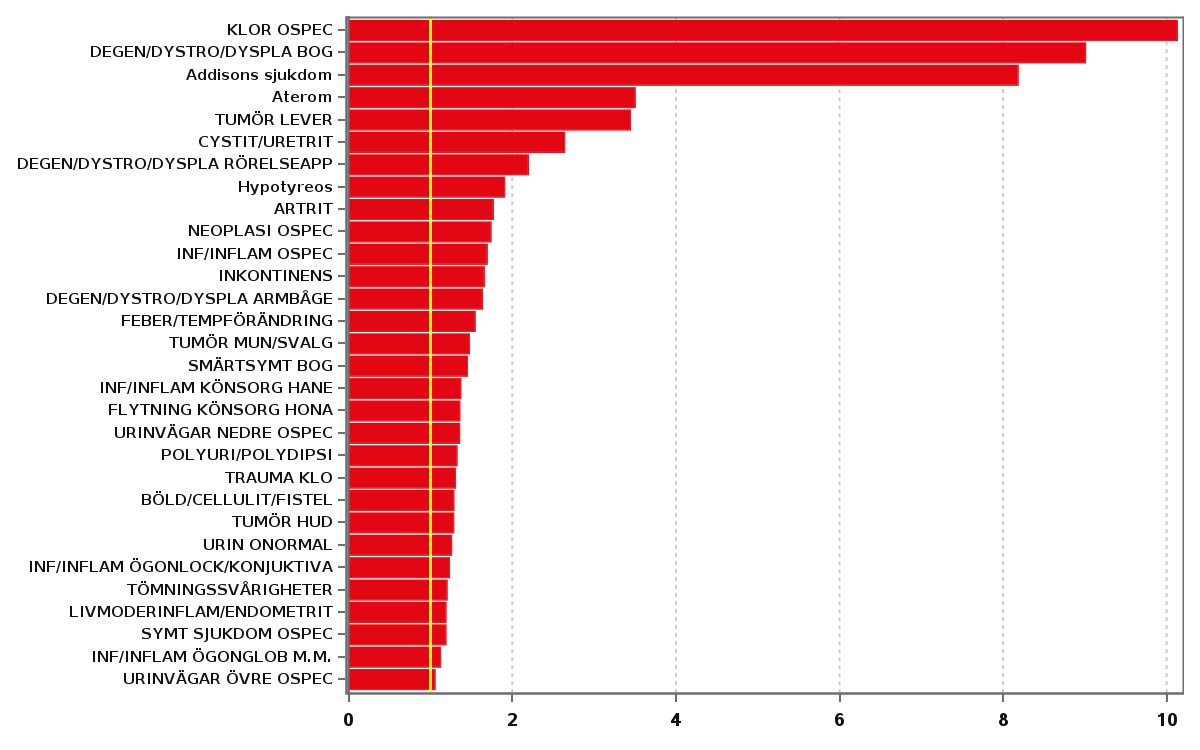 KLOR OSPEC
DEGEN/DYSTRO/DYSPLA BOG
Addisons sjukdom
Aterom
TUMÖR LEVER
CYSTIT/URETRIT
DEGEN/DYSTRO/DYSPLA RÖRELSEAPP
Hypotyreos
ARTRIT
NEOPLASI OSPEC
INF/INFLAM OSPEC
INKONTINENS
DEGEN/DYSTRO/DYSPLA ARMBÅGE
FEBER/TEMPFÖRÄNDRING
TUMÖR MUN/SVALG
SMÄRTSYMT BOG
INF/INFLAM KÖNSORG HANE
FLYTNING KÖNSORG HONA
URINVÄGAR NEDRE OSPEC
POLYURI/POLYDIPSI
TRAUMA KLO
BÖLD/CELLULIT/FISTEL
TUMÖR HUD
URIN ONORMAL
INF/INFLAM ÖGONLOCK/KONJUKTIVA
TÖMNINGSSVÅRIGHETER
LIVMODERINFLAM/ENDOMETRIT
SYMT SJUKDOM OSPEC
INF/INFLAM ÖGONGLOB M.M.
URINVÄGAR ÖVRE OSPEC
0 2 4 6 8 10